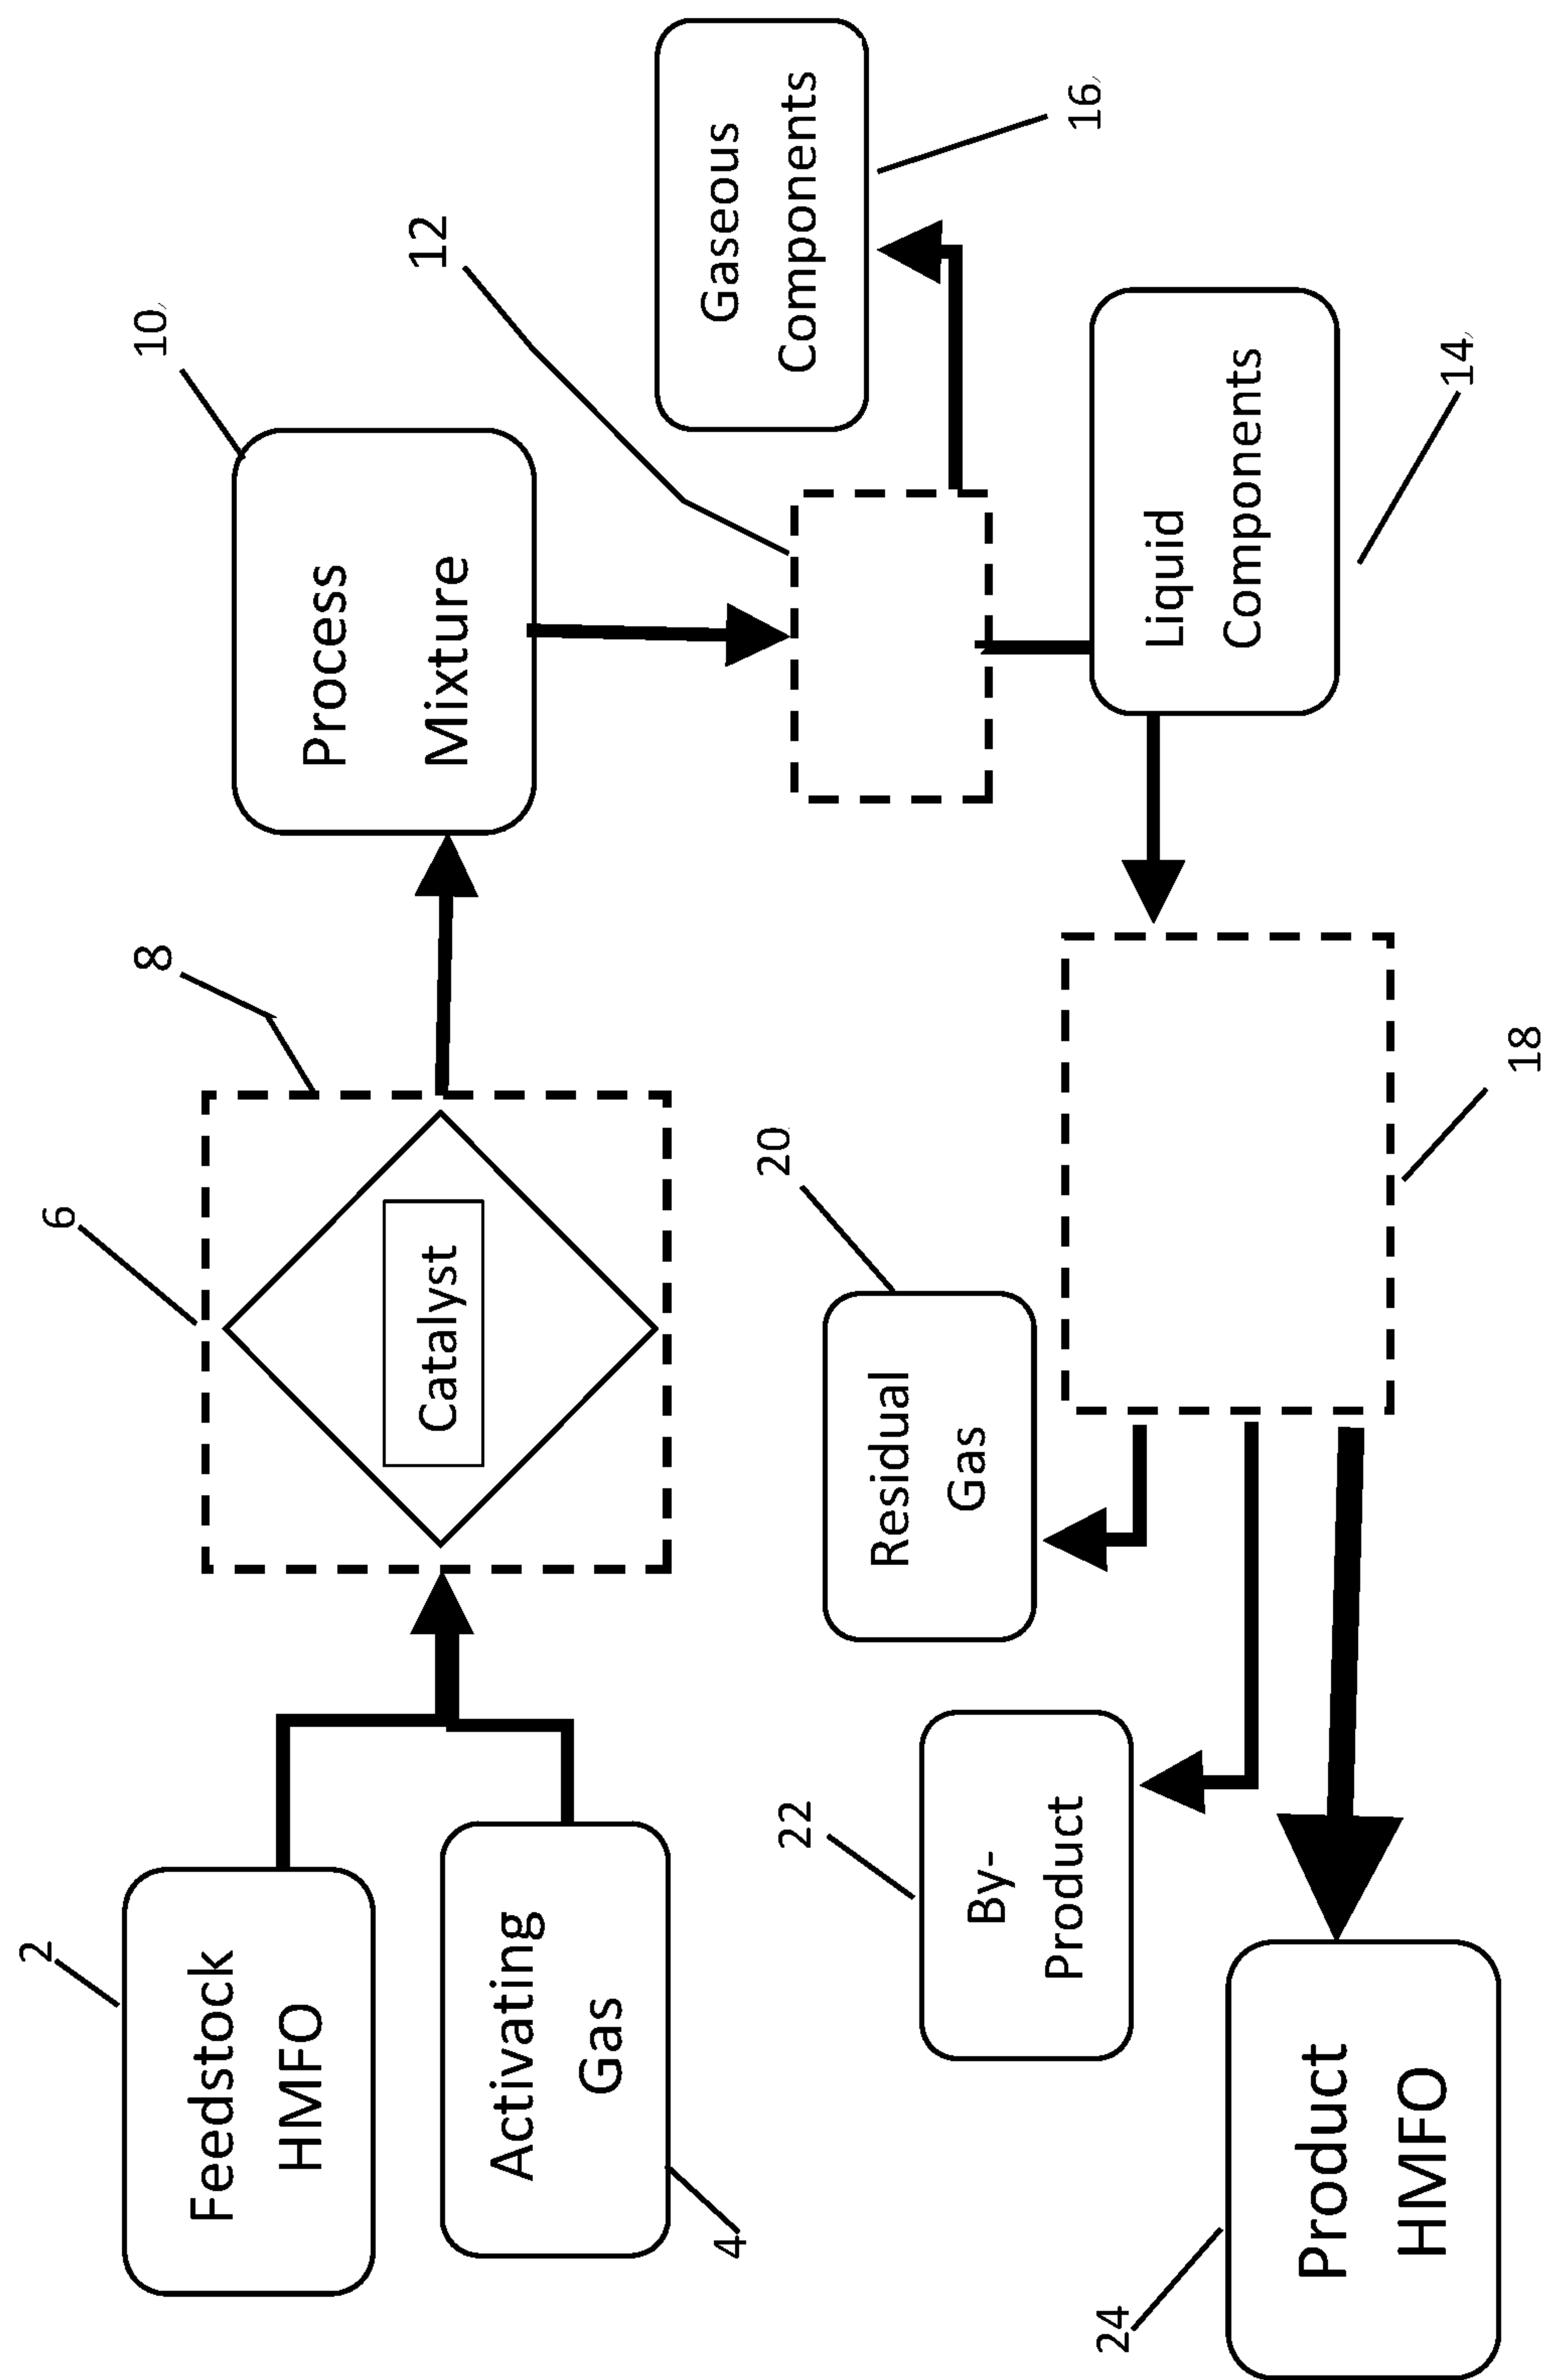 2
Feedstock
HMFO
4
Activating
Gas
6
8
Catalyst
10
Process
Mixture
12
16
Gaseous
Components
14
Liquid
Components
18
20
Residual
Gas
22
By-
Product
24
Product
HMFO